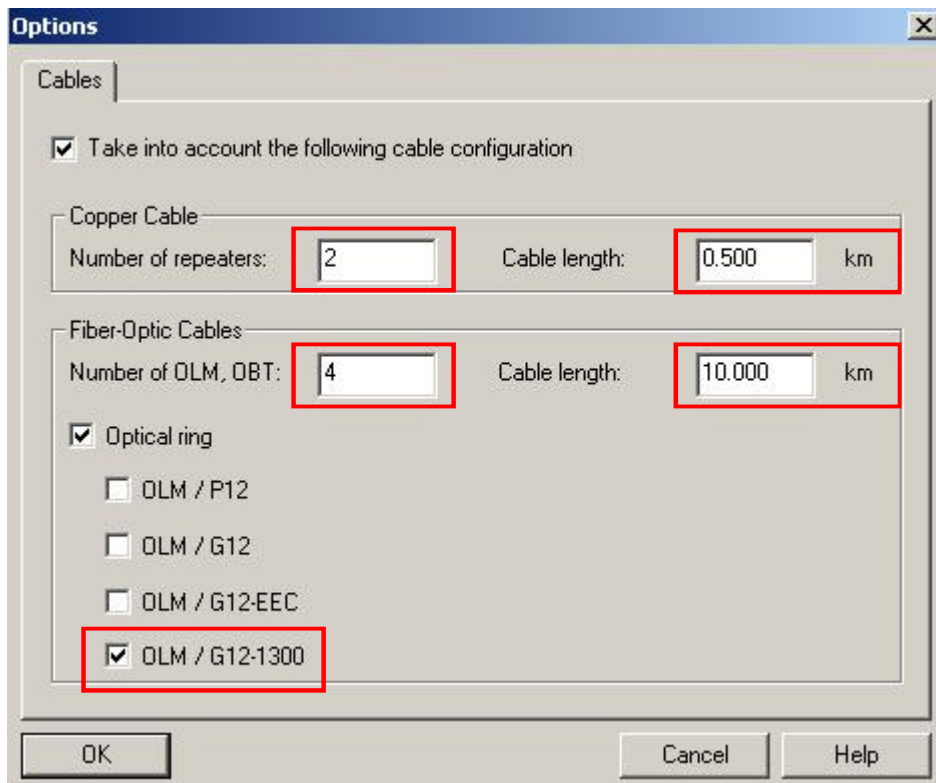 Options
Cables
Take into account the following cable configuration
Copper Cable
Number of repeaters: 2 Cable length: 0.500 km
Fiber-Optic Cables
Number of OLM, OBT: 4 Cable length: 10.000 km
Optical ring
OLM / P12
OLM / G12
OLM / G12-EEC
OLM / G12-1300
OK Cancel Help